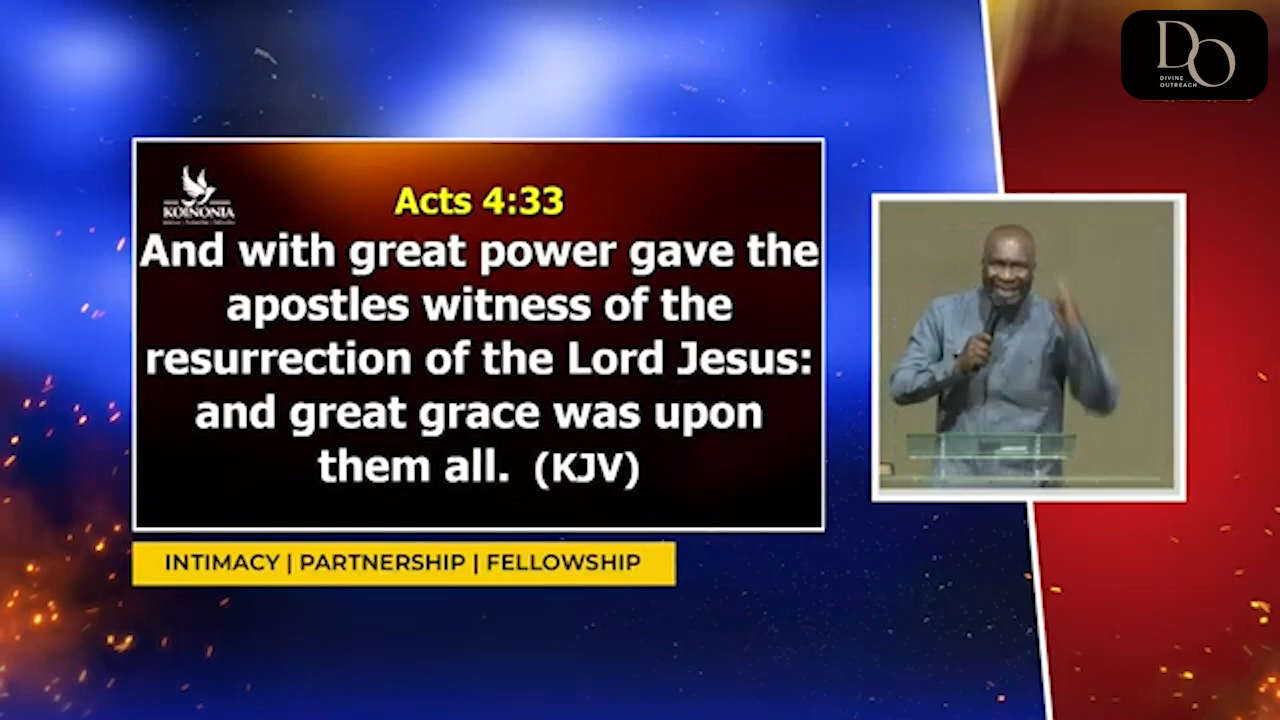 DO
DIVINE
OUTREACH
KOINONIA
Acts 4:33
And with great power gave the
apostles witness of the
resurrection of the Lord Jesus:
and great grace was upon
them all. (KJV)
INTIMACY | PARTNERSHIP | FELLOWSHIP